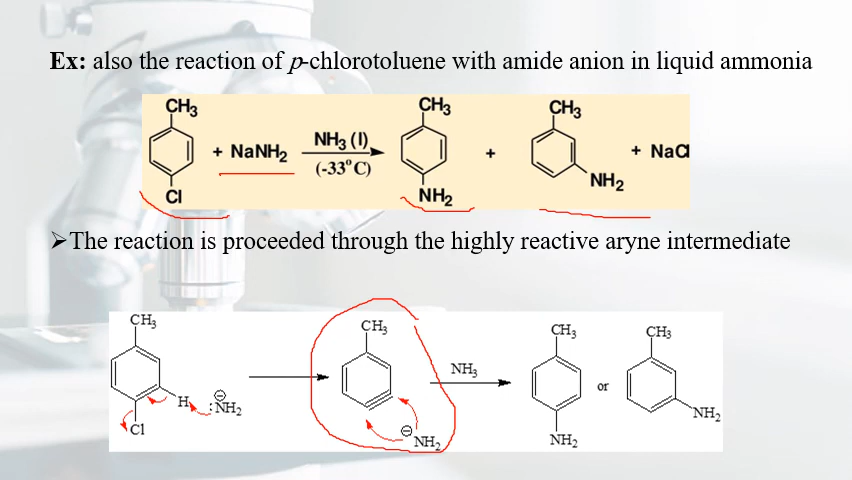 Ex: also the reaction of p-chlorotoluene with amide anion in liquid ammonia
CH3 CH3 CH3
+ NaNH2 NH3 (l) + + NaCl
(-33°C)
Cl NH2 NH2
➢The reaction is proceeded through the highly reactive aryne intermediate
CH3 CH3 CH3 CH3
NH3
H :NH2 or
Cl NH2 NH2 NH2